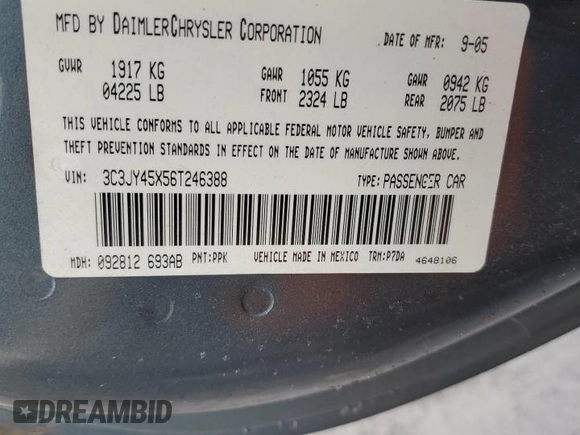 MFD BY DAIMLERCHRYSLER CORPORATION
DATE OF MFR: 9-05
GVWR 1917 KG GAWR 1055 KG GAWR 0942 KG
04225 LB FRONT 2324 LB REAR 2075 LB
THIS VEHICLE CONFORMS TO ALL APPLICABLE FEDERAL MOTOR VEHICLE SAFETY, BUMPER AND
THEFT PREVENTION STANDARDS IN EFFECT ON THE DATE OF MANUFACTURE SHOWN ABOVE.
VIN: 3C3JY45X56T246388 TYPE: PASSENGER CAR
MDH: 092812 693AB PNT: PPK VEHICLE MADE IN MEXICO TRM: P7DA 4648106
DREAMBID